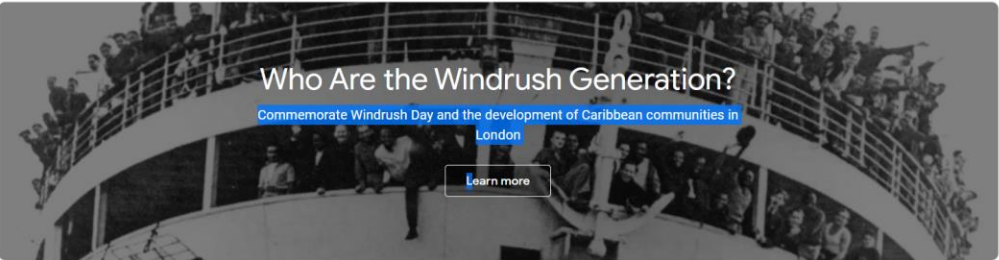 Who Are the Windrush Generation?
Commemorate Windrush Day and the development of Caribbean communities in
London
Learn more